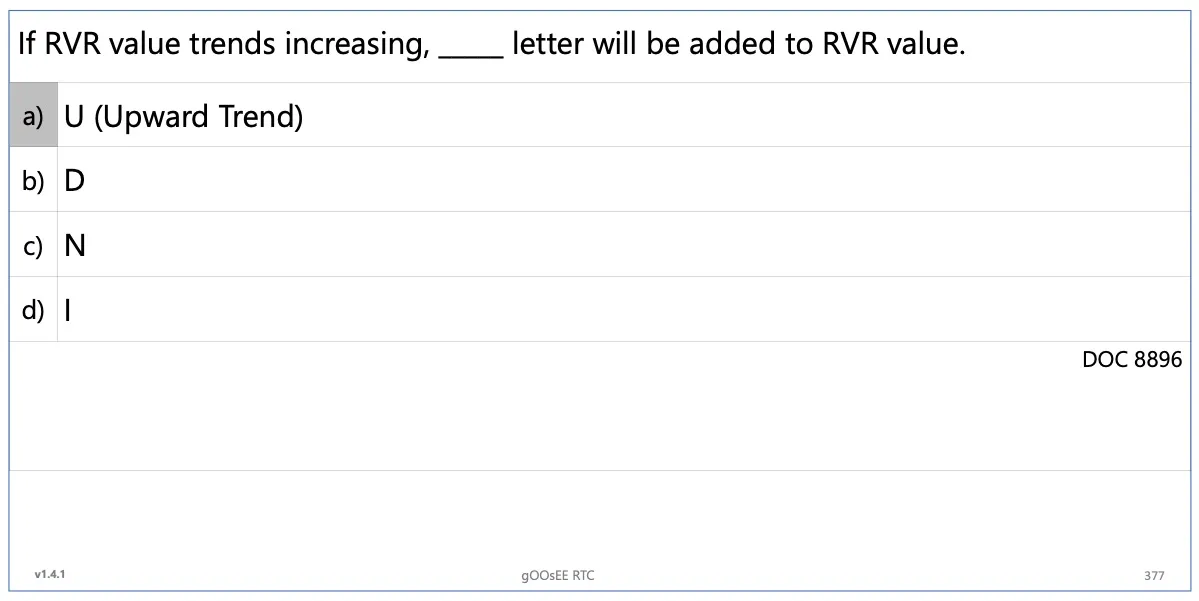 If RVR value trends increasing, _____ letter will be added to RVR value.
a) U (Upward Trend)
b) D
c) N
d) I
DOC 8896
v1.4.1 gOOsEE RTC 377